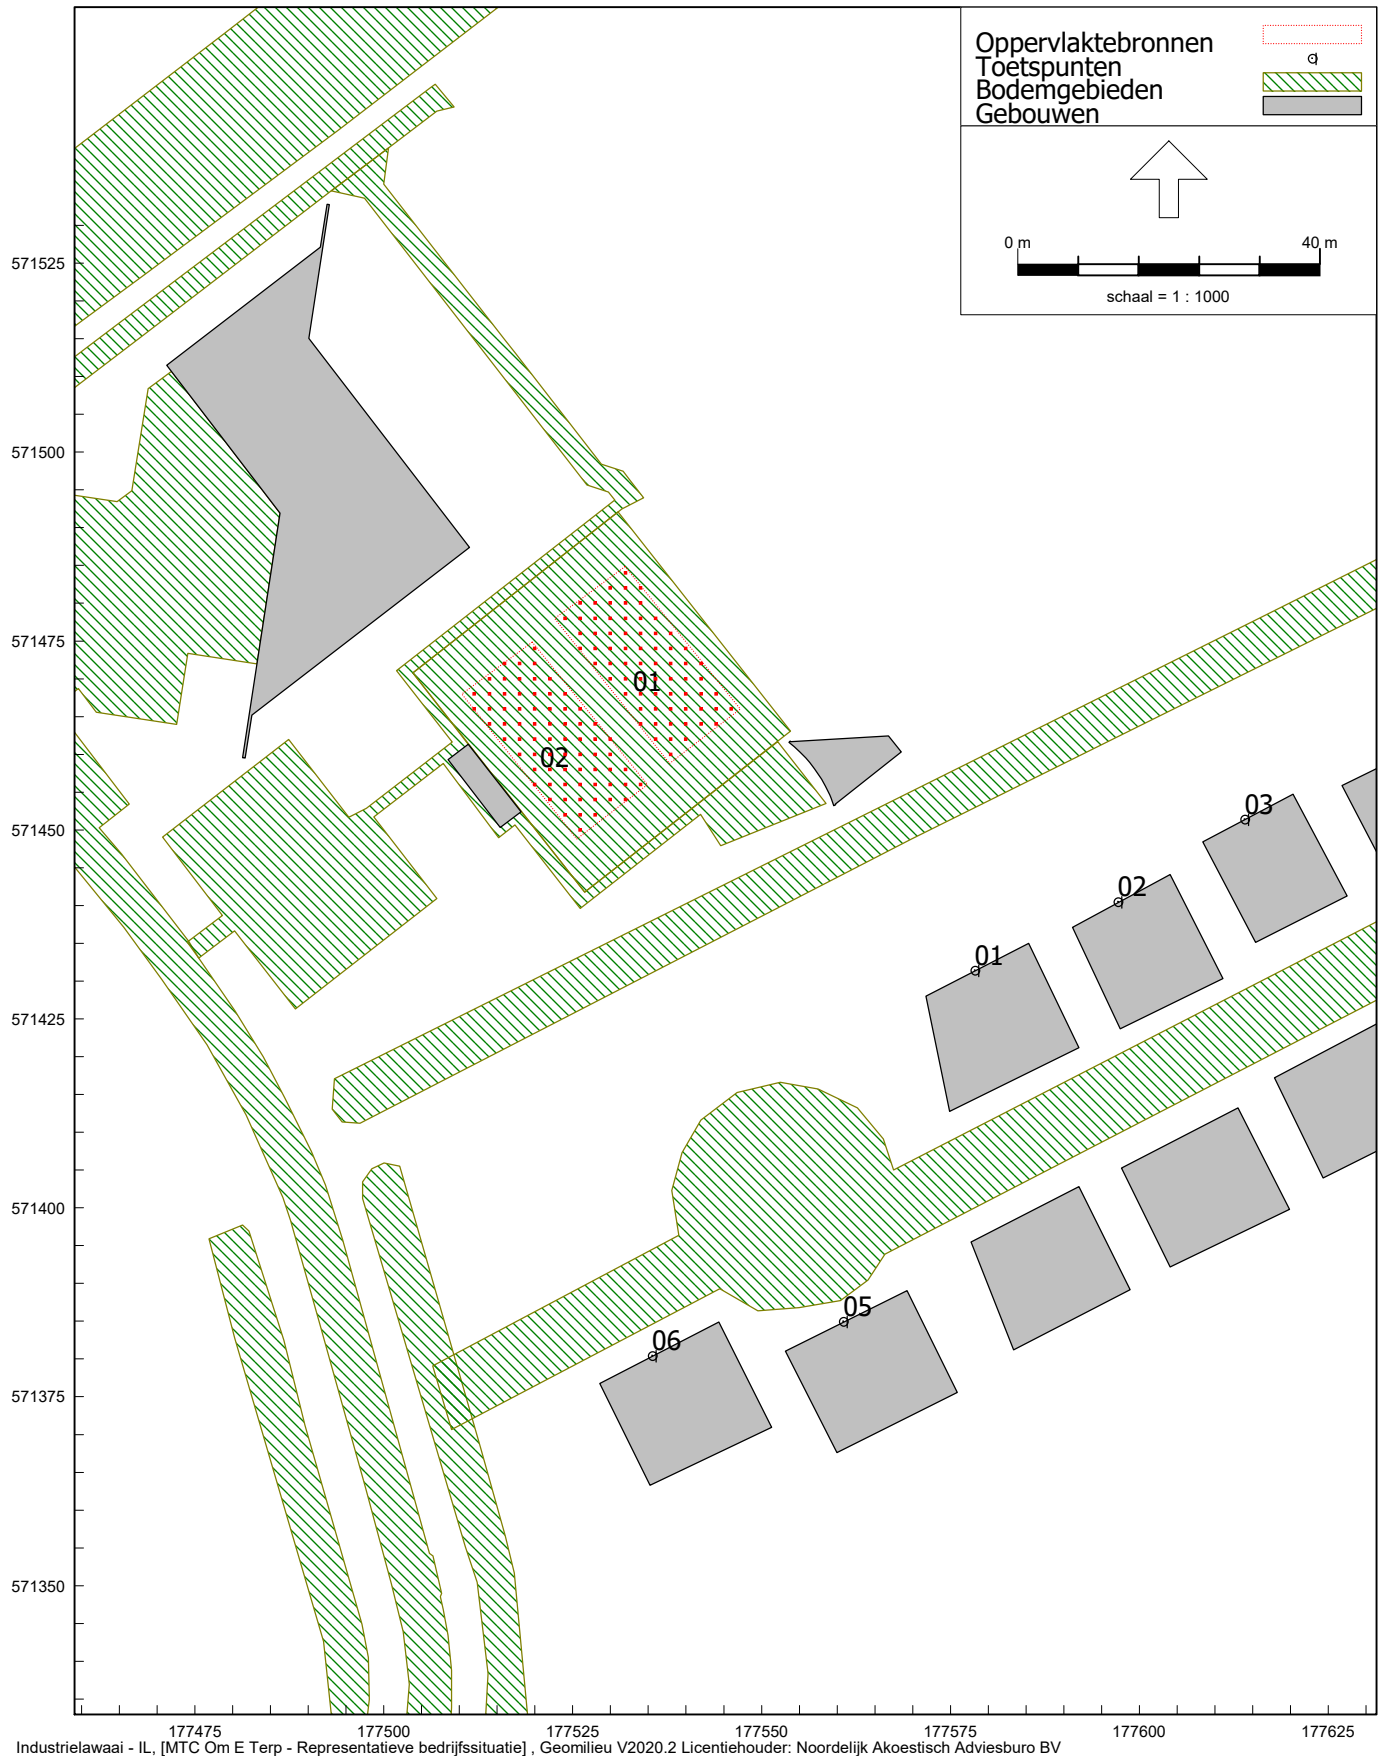 Oppervlaktebronnen
Toetspunten
Bodemgebieden
Gebouwen
0 m 40 m
schaal = 1 : 1000
571525
571500
571475
571450
571425
571400
571375
571350
01
02
03
02
01
05
06
177475 177500 177525 177550 177575 177600 177625
Industrielawaai - IL, [MTC Om E Terp - Representatieve bedrijfssituatie] , Geomilieu V2020.2 Licentiehouder: Noordelijk Akoestisch Adviesburo BV